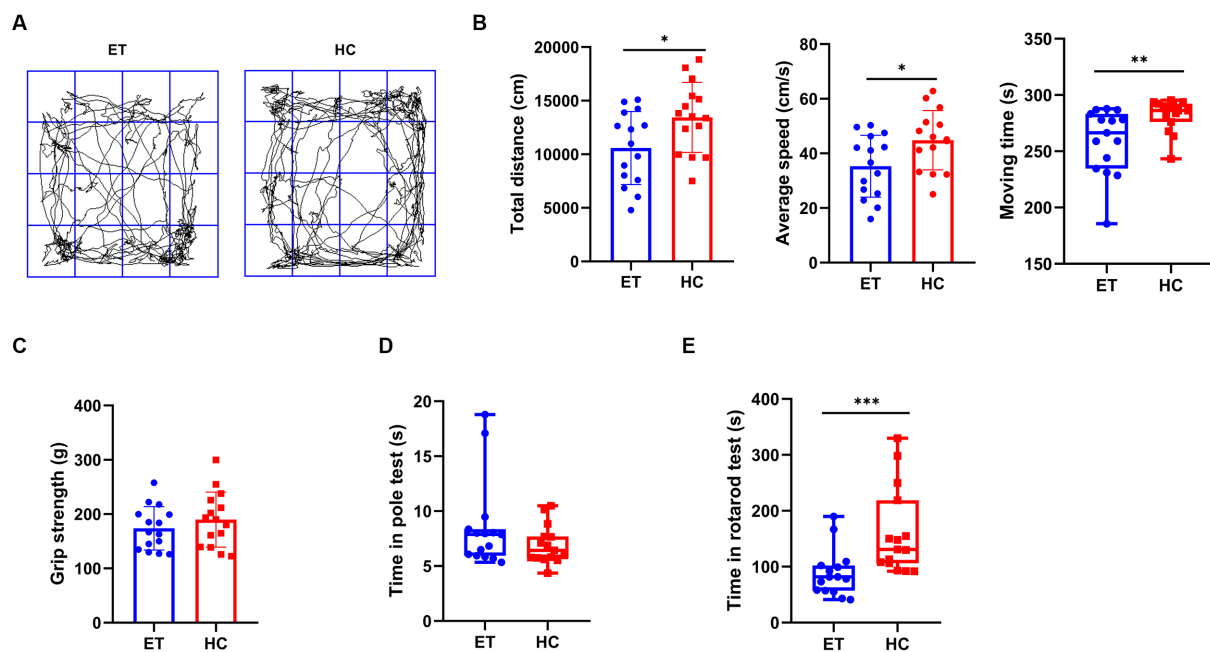 A
ET
HC
B
Total distance (cm)
20000
15000
10000
5000
0
*
ET
HC
Average speed (cm/s)
80
60
40
20
0
*
ET
HC
Moving time (s)
350
300
250
200
150
**
ET
HC
C
Grip strength (g)
400
300
200
100
0
ET
HC
D
Time in pole test (s)
20
15
10
5
0
ET
HC
E
Time in rotarod test (s)
400
300
200
100
0
***
ET
HC